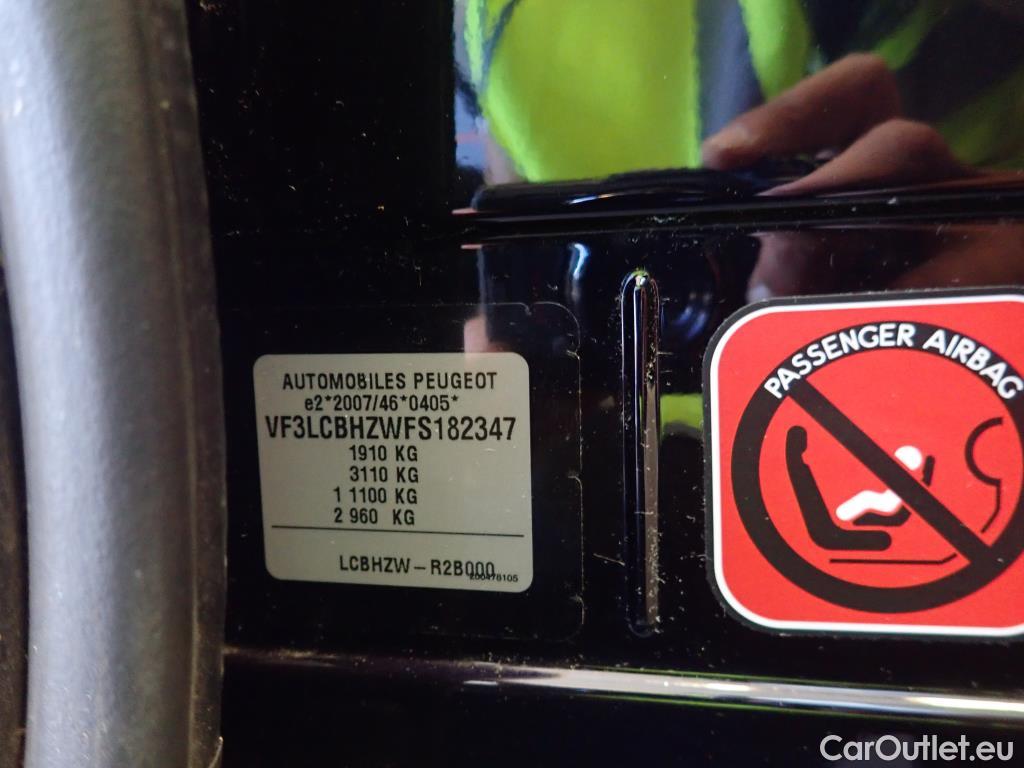 AUTOMOBILES PEUGEOT
e2*2007/46*0405*
VF3LCBHZWFS182347
1910 KG
3110 KG
1 1100 KG
2 960 KG
LCBHZW-R2B000
200478105
PASSENGER AIRBAG
CarOutlet.eu